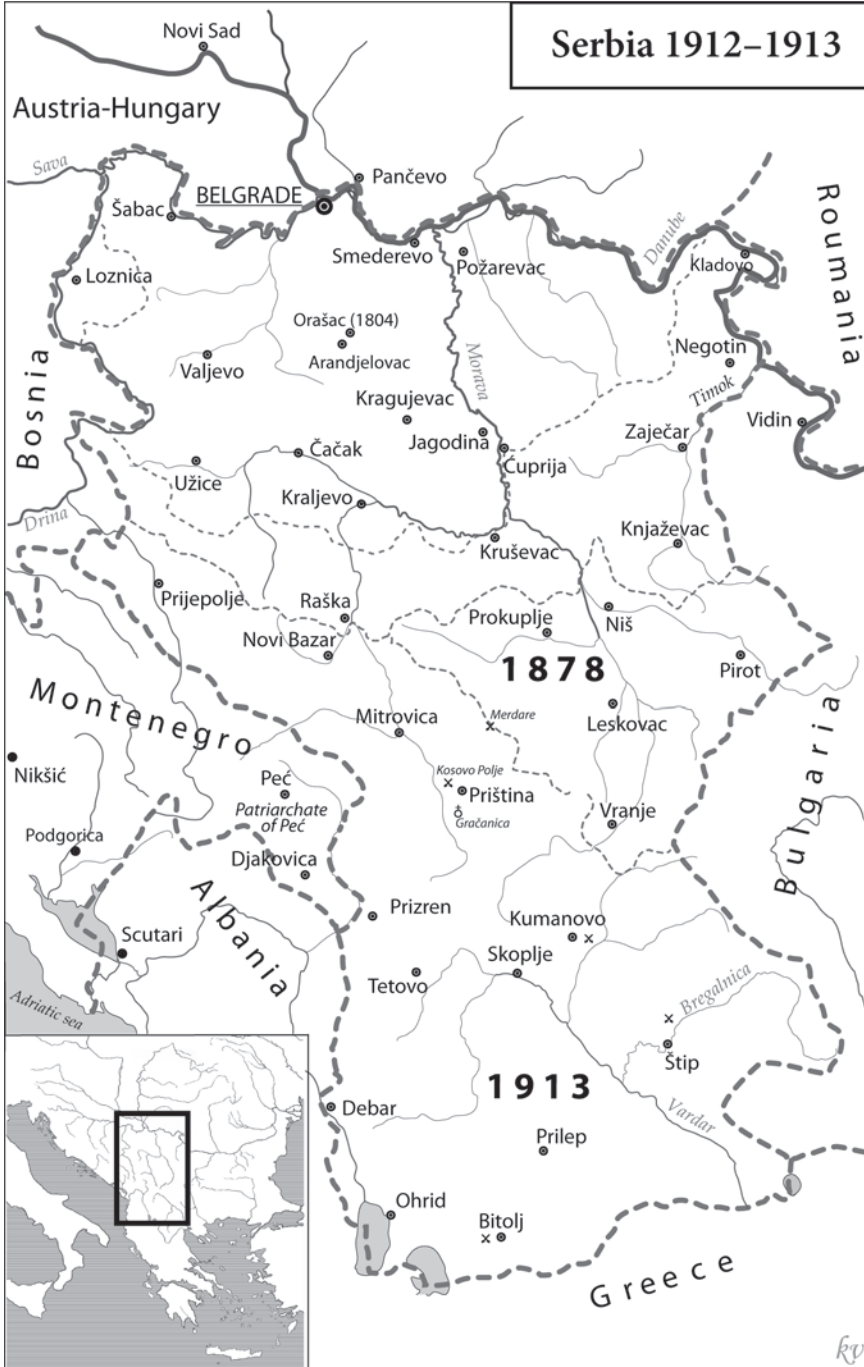 Serbia 1912–1913
Novi Sad
Austria-Hungary
Sava
Pančevo
BELGRADE
Šabac
Roumania
Smederevo
Danube
Kladovo
Požarevac
Loznica
Orašac (1804)
Arandjelovac
Valjevo
Morava
Negotin
Timok
Bosnia
Kragujevac
Jagodina
Zaječar
Vidin
Čačak
Ćuprija
Užice
Kraljevo
Drina
Kruševac
Knjaževac
Prijepolje
Raška
Prokuplje
Niš
Novi Bazar
1878
Pirot
Montenegro
Mitrovica
Merdare
Leskovac
Bulgaria
Nikšić
Peć
Kosovo Polje
Priština
Patriarchate
of Peć
Gračanica
Vranje
Podgorica
Djakovica
Albania
Prizren
Kumanovo
Scutari
Skoplje
Tetovo
Bregalnica
Adriatic sea
Štip
1913
Debar
Vardar
Prilep
Ohrid
Bitolj
Greece
ky